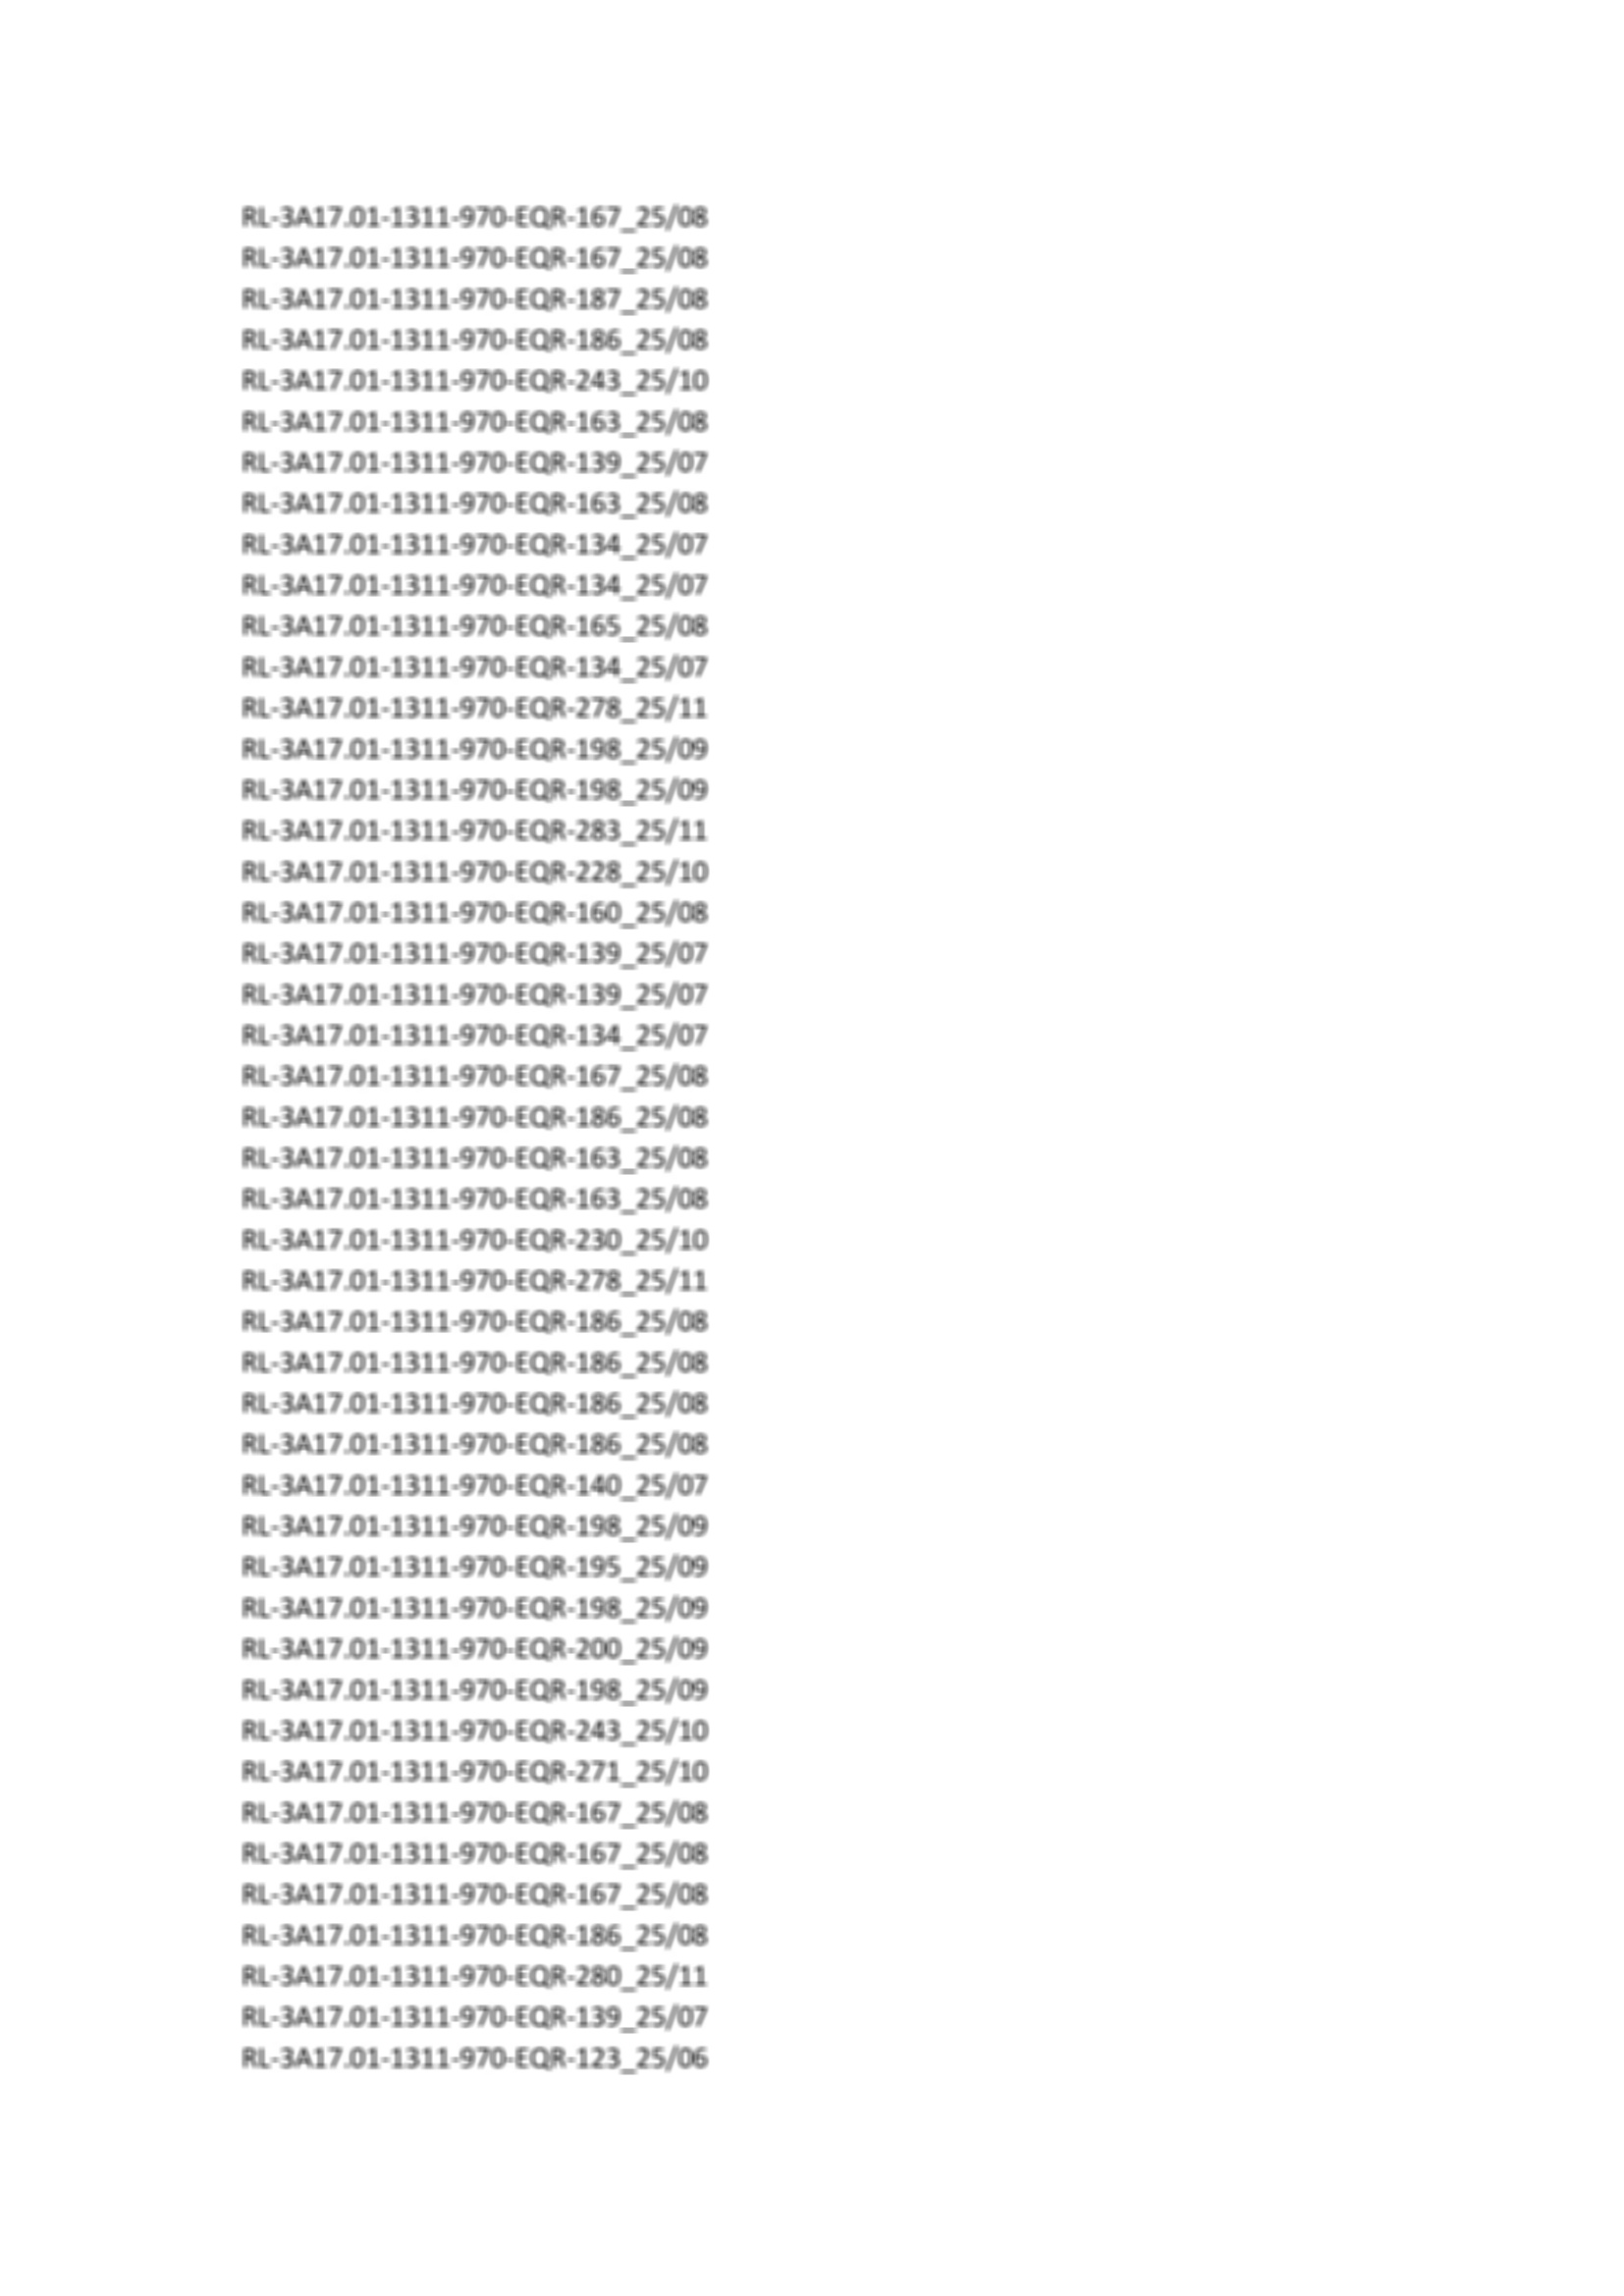 RL-3A17.01-1311-970-EQR-167_25/08
RL-3A17.01-1311-970-EQR-167_25/08
RL-3A17.01-1311-970-EQR-187_25/08
RL-3A17.01-1311-970-EQR-186_25/08
RL-3A17.01-1311-970-EQR-243_25/10
RL-3A17.01-1311-970-EQR-163_25/08
RL-3A17.01-1311-970-EQR-139_25/07
RL-3A17.01-1311-970-EQR-163_25/08
RL-3A17.01-1311-970-EQR-134_25/07
RL-3A17.01-1311-970-EQR-134_25/07
RL-3A17.01-1311-970-EQR-165_25/08
RL-3A17.01-1311-970-EQR-134_25/07
RL-3A17.01-1311-970-EQR-278_25/11
RL-3A17.01-1311-970-EQR-198_25/09
RL-3A17.01-1311-970-EQR-198_25/09
RL-3A17.01-1311-970-EQR-283_25/11
RL-3A17.01-1311-970-EQR-228_25/10
RL-3A17.01-1311-970-EQR-160_25/08
RL-3A17.01-1311-970-EQR-139_25/07
RL-3A17.01-1311-970-EQR-139_25/07
RL-3A17.01-1311-970-EQR-134_25/07
RL-3A17.01-1311-970-EQR-167_25/08
RL-3A17.01-1311-970-EQR-186_25/08
RL-3A17.01-1311-970-EQR-163_25/08
RL-3A17.01-1311-970-EQR-163_25/08
RL-3A17.01-1311-970-EQR-230_25/10
RL-3A17.01-1311-970-EQR-278_25/11
RL-3A17.01-1311-970-EQR-186_25/08
RL-3A17.01-1311-970-EQR-186_25/08
RL-3A17.01-1311-970-EQR-186_25/08
RL-3A17.01-1311-970-EQR-186_25/08
RL-3A17.01-1311-970-EQR-140_25/07
RL-3A17.01-1311-970-EQR-198_25/09
RL-3A17.01-1311-970-EQR-195_25/09
RL-3A17.01-1311-970-EQR-198_25/09
RL-3A17.01-1311-970-EQR-200_25/09
RL-3A17.01-1311-970-EQR-198_25/09
RL-3A17.01-1311-970-EQR-243_25/10
RL-3A17.01-1311-970-EQR-271_25/10
RL-3A17.01-1311-970-EQR-167_25/08
RL-3A17.01-1311-970-EQR-167_25/08
RL-3A17.01-1311-970-EQR-167_25/08
RL-3A17.01-1311-970-EQR-186_25/08
RL-3A17.01-1311-970-EQR-280_25/11
RL-3A17.01-1311-970-EQR-139_25/07
RL-3A17.01-1311-970-EQR-123_25/06